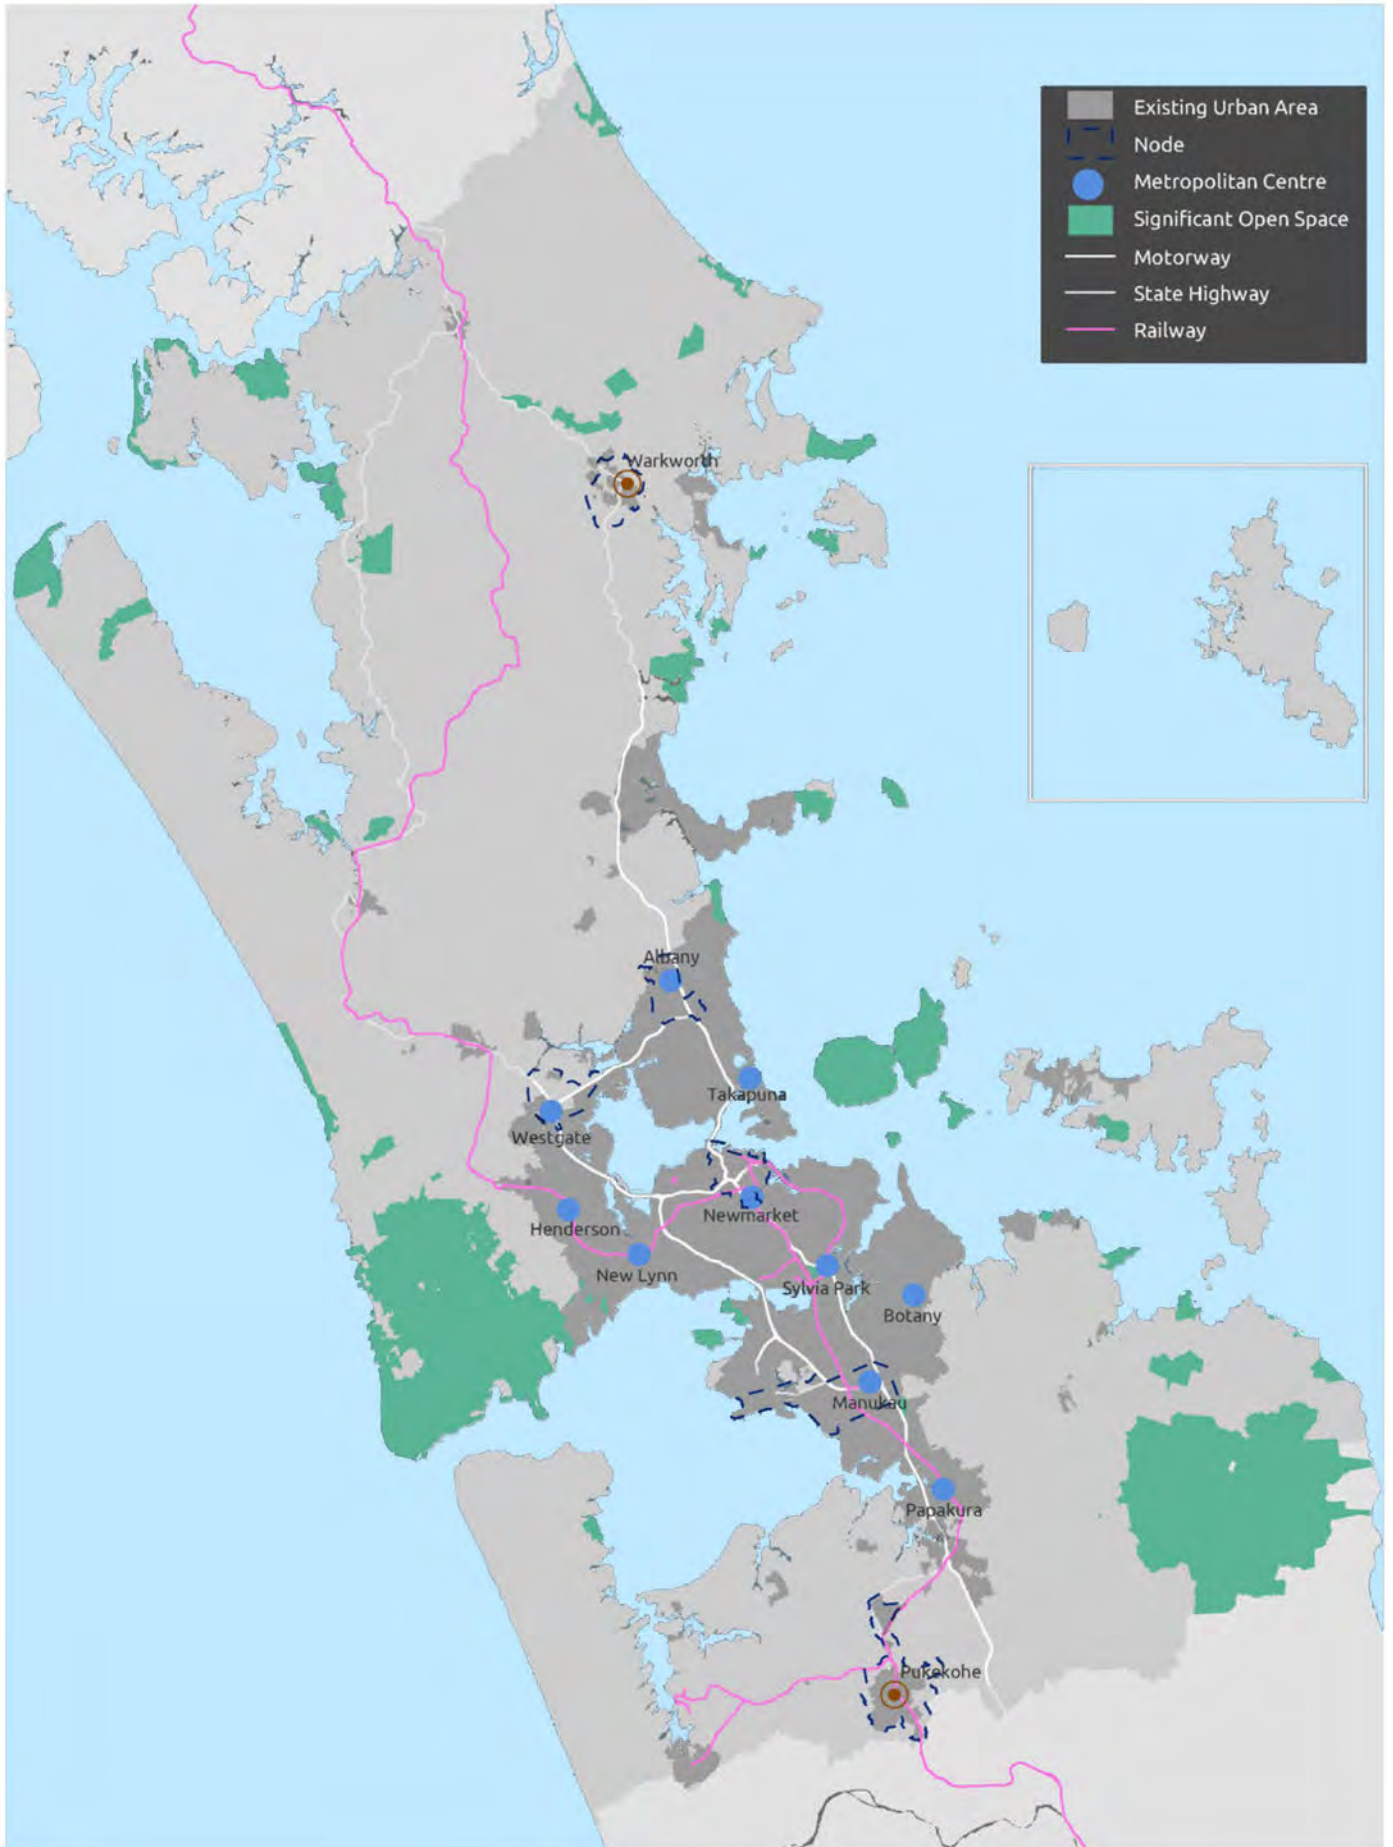 Existing Urban Area
Node
Metropolitan Centre
Significant Open Space
Motorway
State Highway
Railway
Warkworth
Albany
Takapuna
Westgate
Newmarket
Henderson
New Lynn
Sylvia Park
Botany
Manukau
Papakura
Pukekohe